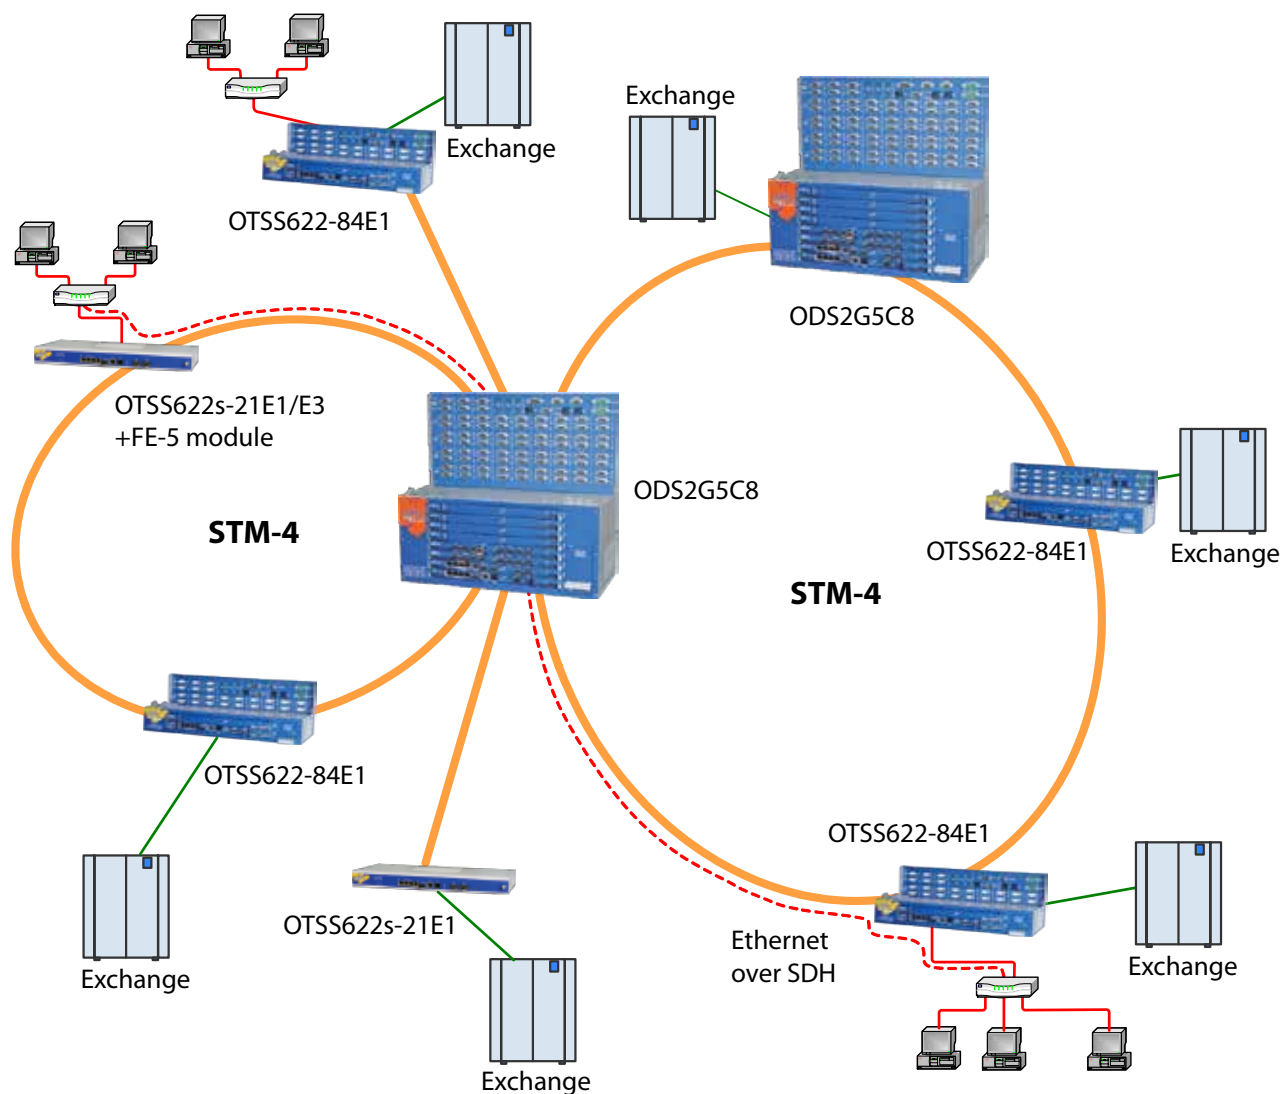 Exchange
Exchange
OTSS622-84E1
ODS2G5C8
OTSS622s-21E1/E3
+FE-5 module
ODS2G5C8
STM-4
OTSS622-84E1
Exchange
STM-4
OTSS622-84E1
OTSS622-84E1
OTSS622s-21E1
Ethernet
over SDH
Exchange
Exchange
Exchange